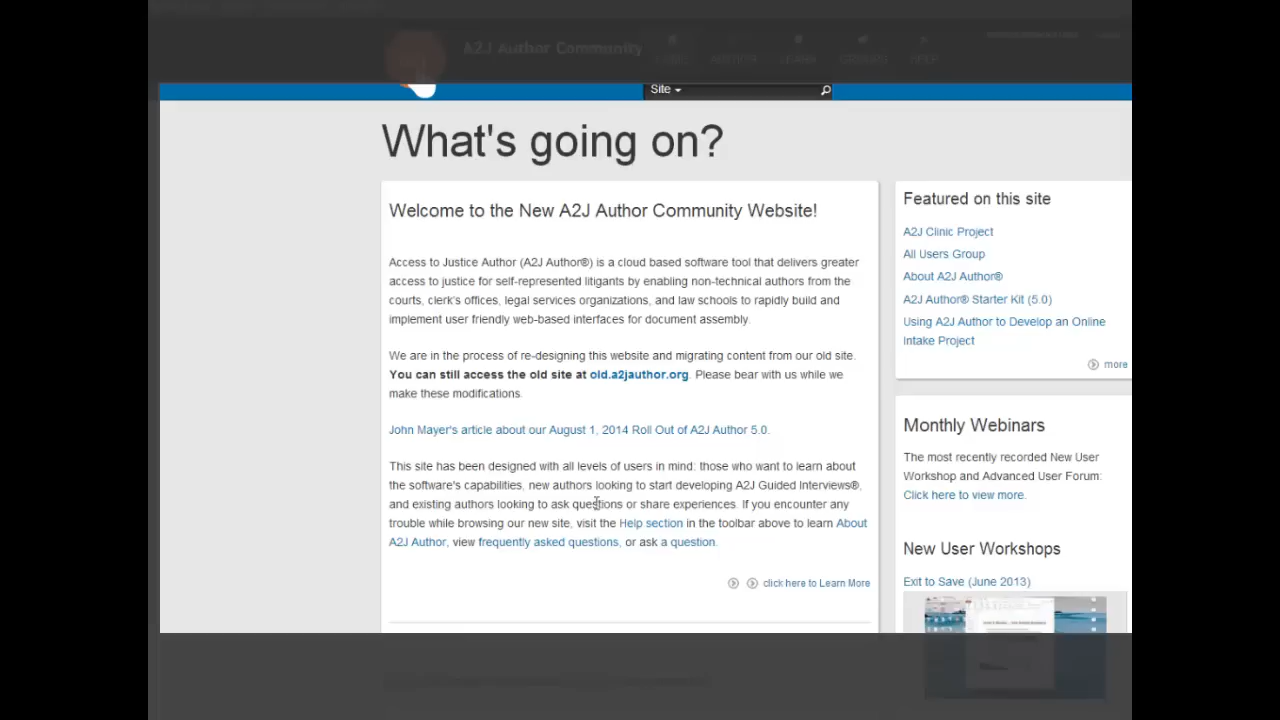 A2J Author Community
Site
What's going on?
Welcome to the New A2J Author Community Website!
Access to Justice Author (A2J Author®) is a cloud based software tool that delivers greater
access to justice for self-represented litigants by enabling non-technical authors from the
courts, clerk's offices, legal services organizations, and law schools to rapidly build and
implement user friendly web-based interfaces for document assembly.
We are in the process of re-designing this website and migrating content from our old site.
You can still access the old site at old.a2jauthor.org. Please bear with us while we
make these modifications.
John Mayer's article about our August 1, 2014 Roll Out of A2J Author 5.0.
This site has been designed with all levels of users in mind: those who want to learn about
the software's capabilities, new authors looking to start developing A2J Guided Interviews®,
and existing authors looking to ask questions or share experiences. If you encounter any
trouble while browsing our new site, visit the Help section in the toolbar above to learn About
A2J Author, view frequently asked questions, or ask a question.
click here to Learn More
Featured on this site
A2J Clinic Project
All Users Group
About A2J Author®
A2J Author® Starter Kit (5.0)
Using A2J Author to Develop an Online
Intake Project
more
Monthly Webinars
The most recently recorded New User
Workshop and Advanced User Forum:
Click here to view more.
New User Workshops
Exit to Save (June 2013)